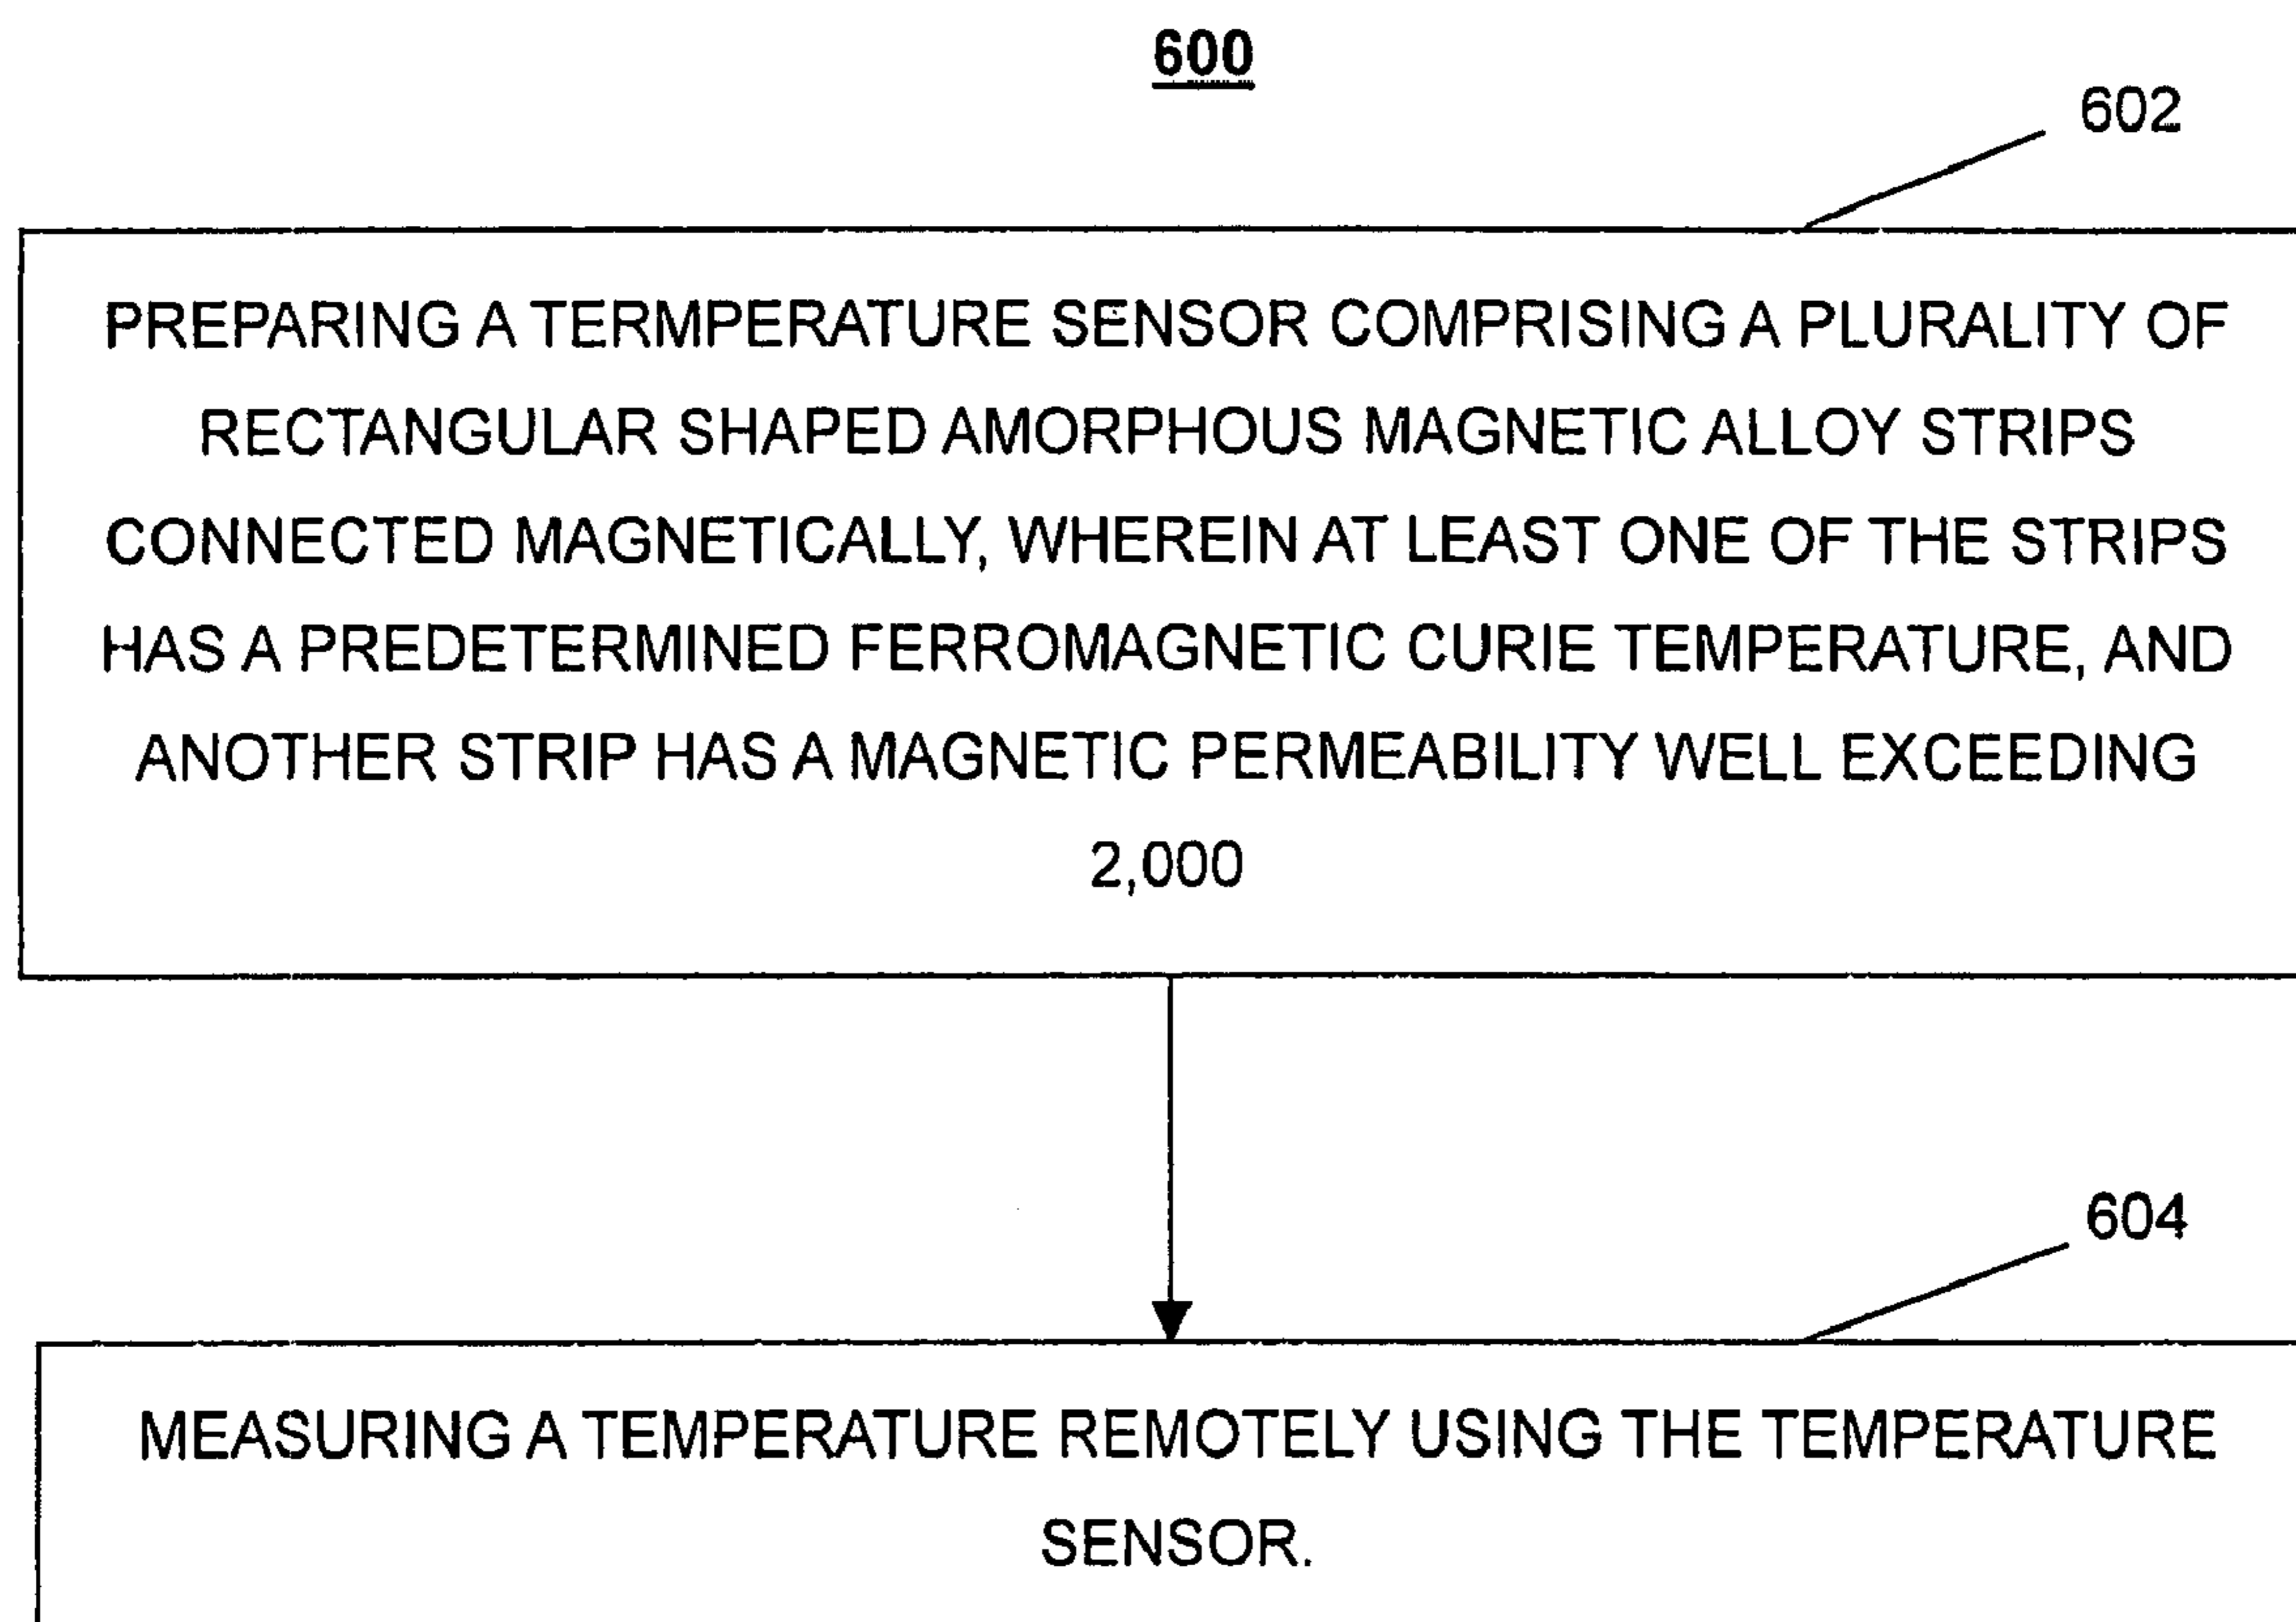 600
602
PREPARING A TERMPERATURE SENSOR COMPRISING A PLURALITY OF
RECTANGULAR SHAPED AMORPHOUS MAGNETIC ALLOY STRIPS
CONNECTED MAGNETICALLY, WHEREIN AT LEAST ONE OF THE STRIPS
HAS A PREDETERMINED FERROMAGNETIC CURIE TEMPERATURE, AND
ANOTHER STRIP HAS A MAGNETIC PERMEABILITY WELL EXCEEDING
2,000
604
MEASURING A TEMPERATURE REMOTELY USING THE TEMPERATURE
SENSOR.